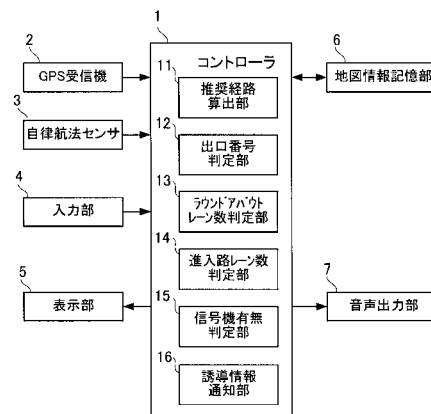 1
コントローラ
2
GPS受信機
3
自律航法センサ
4
入力部
5
表示部
11
推奨経路
算出部
12
出口番号
判定部
13
ラウンドアバウト
レーン数判定部
14
進入路レーン数
判定部
15
信号機有無
判定部
16
誘導情報
通知部
6
地図情報記憶部
7
音声出力部